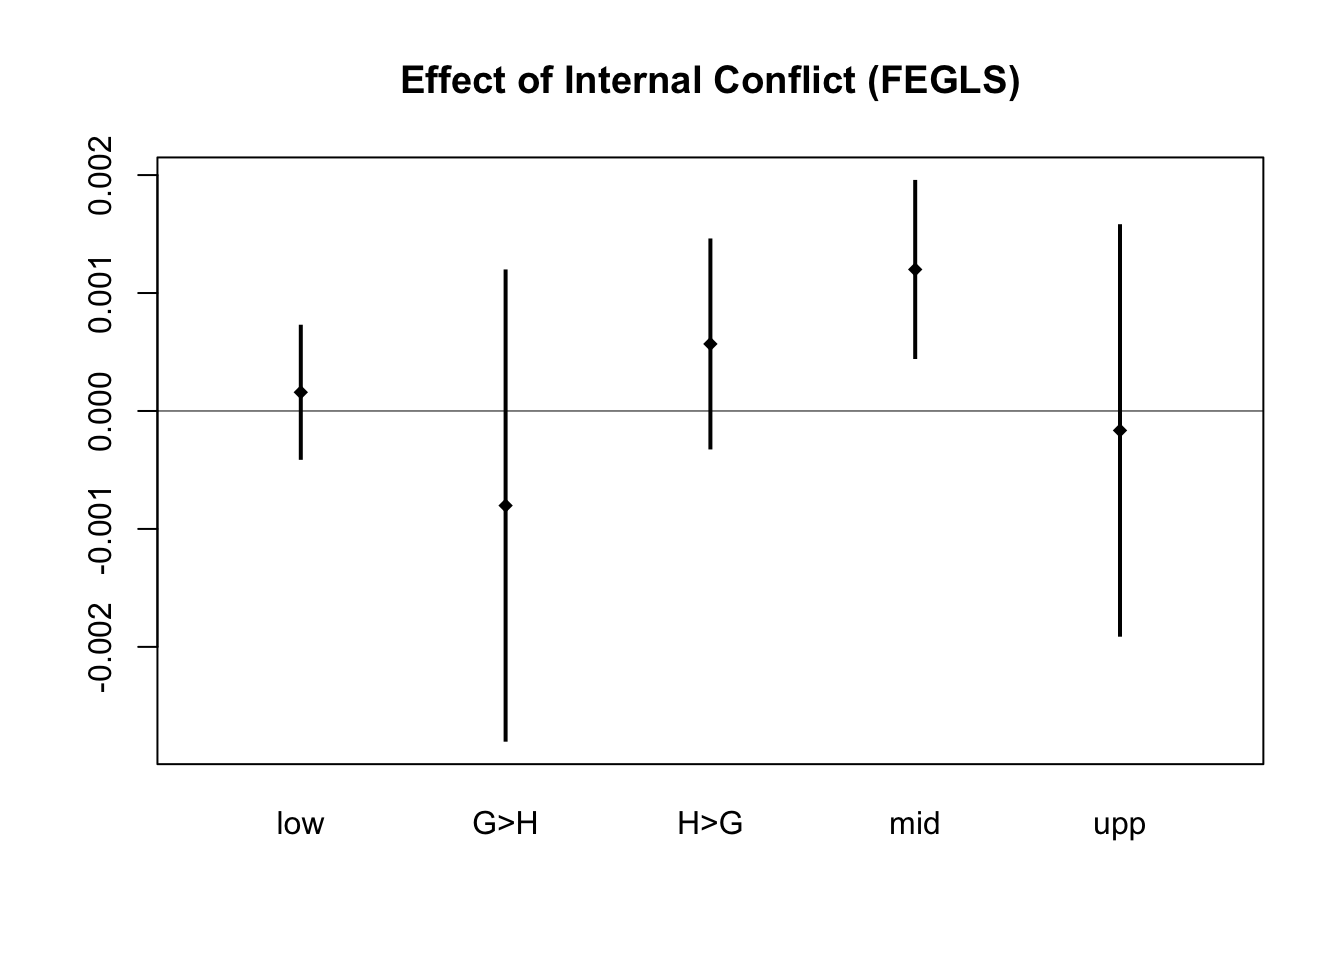 Effect of Internal Conflict (FEGLS)
0.002
0.001
0.000
-0.001
-0.002
low G>H H>G mid upp